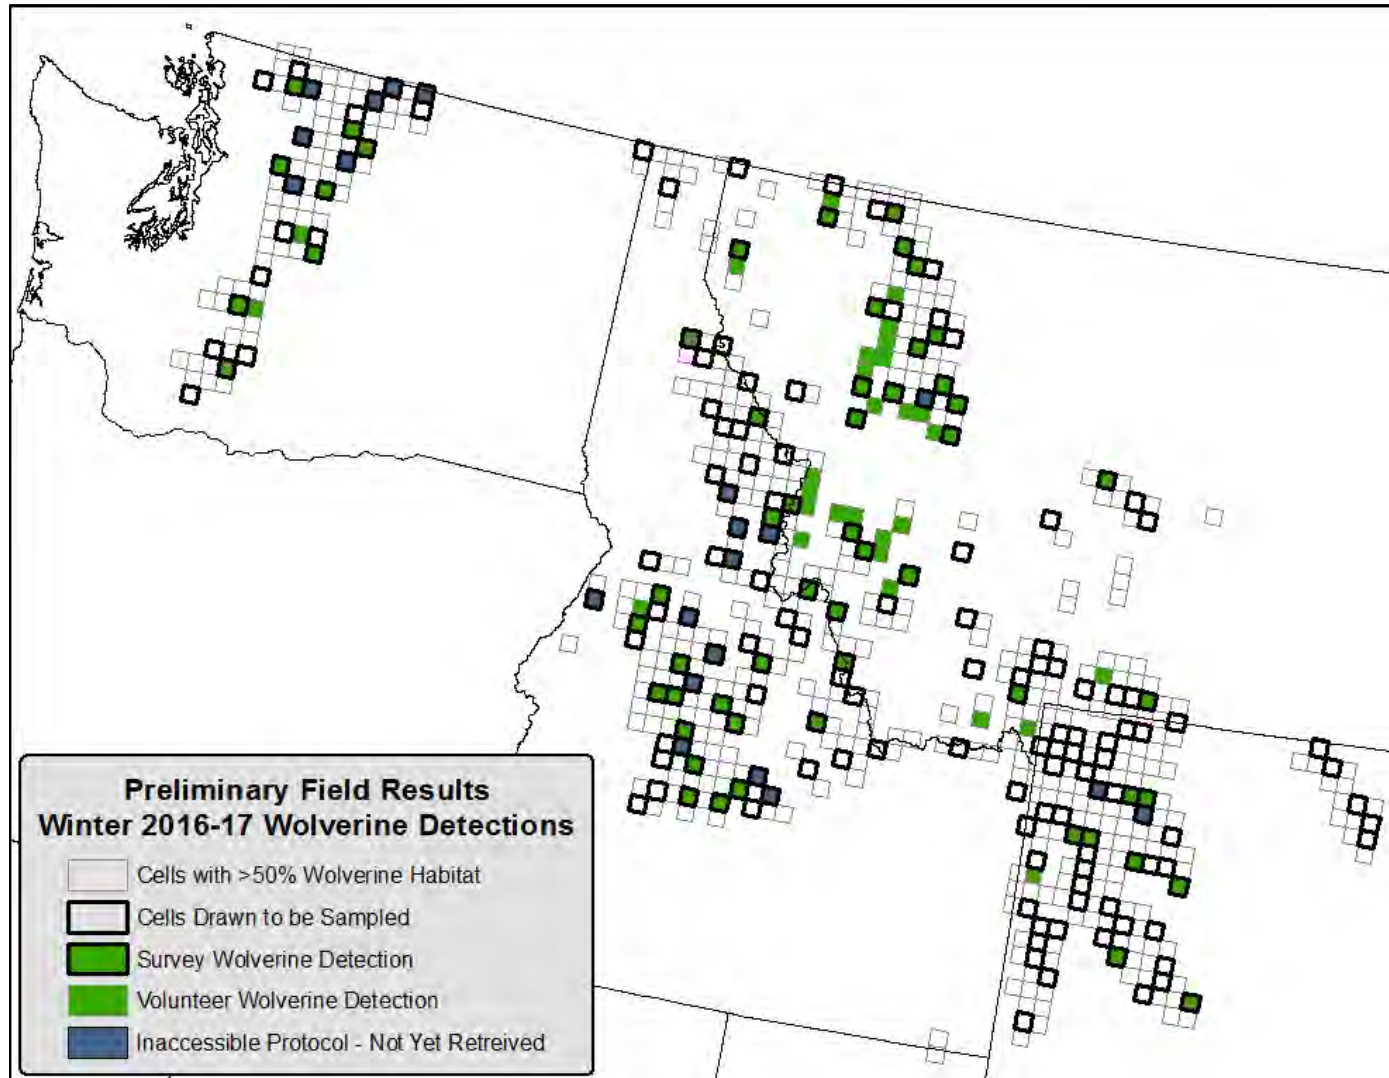 Preliminary Field Results
Winter 2016-17 Wolverine Detections
Cells with >50% Wolverine Habitat
Cells Drawn to be Sampled
Survey Wolverine Detection
Volunteer Wolverine Detection
Inaccessible Protocol - Not Yet Retreived